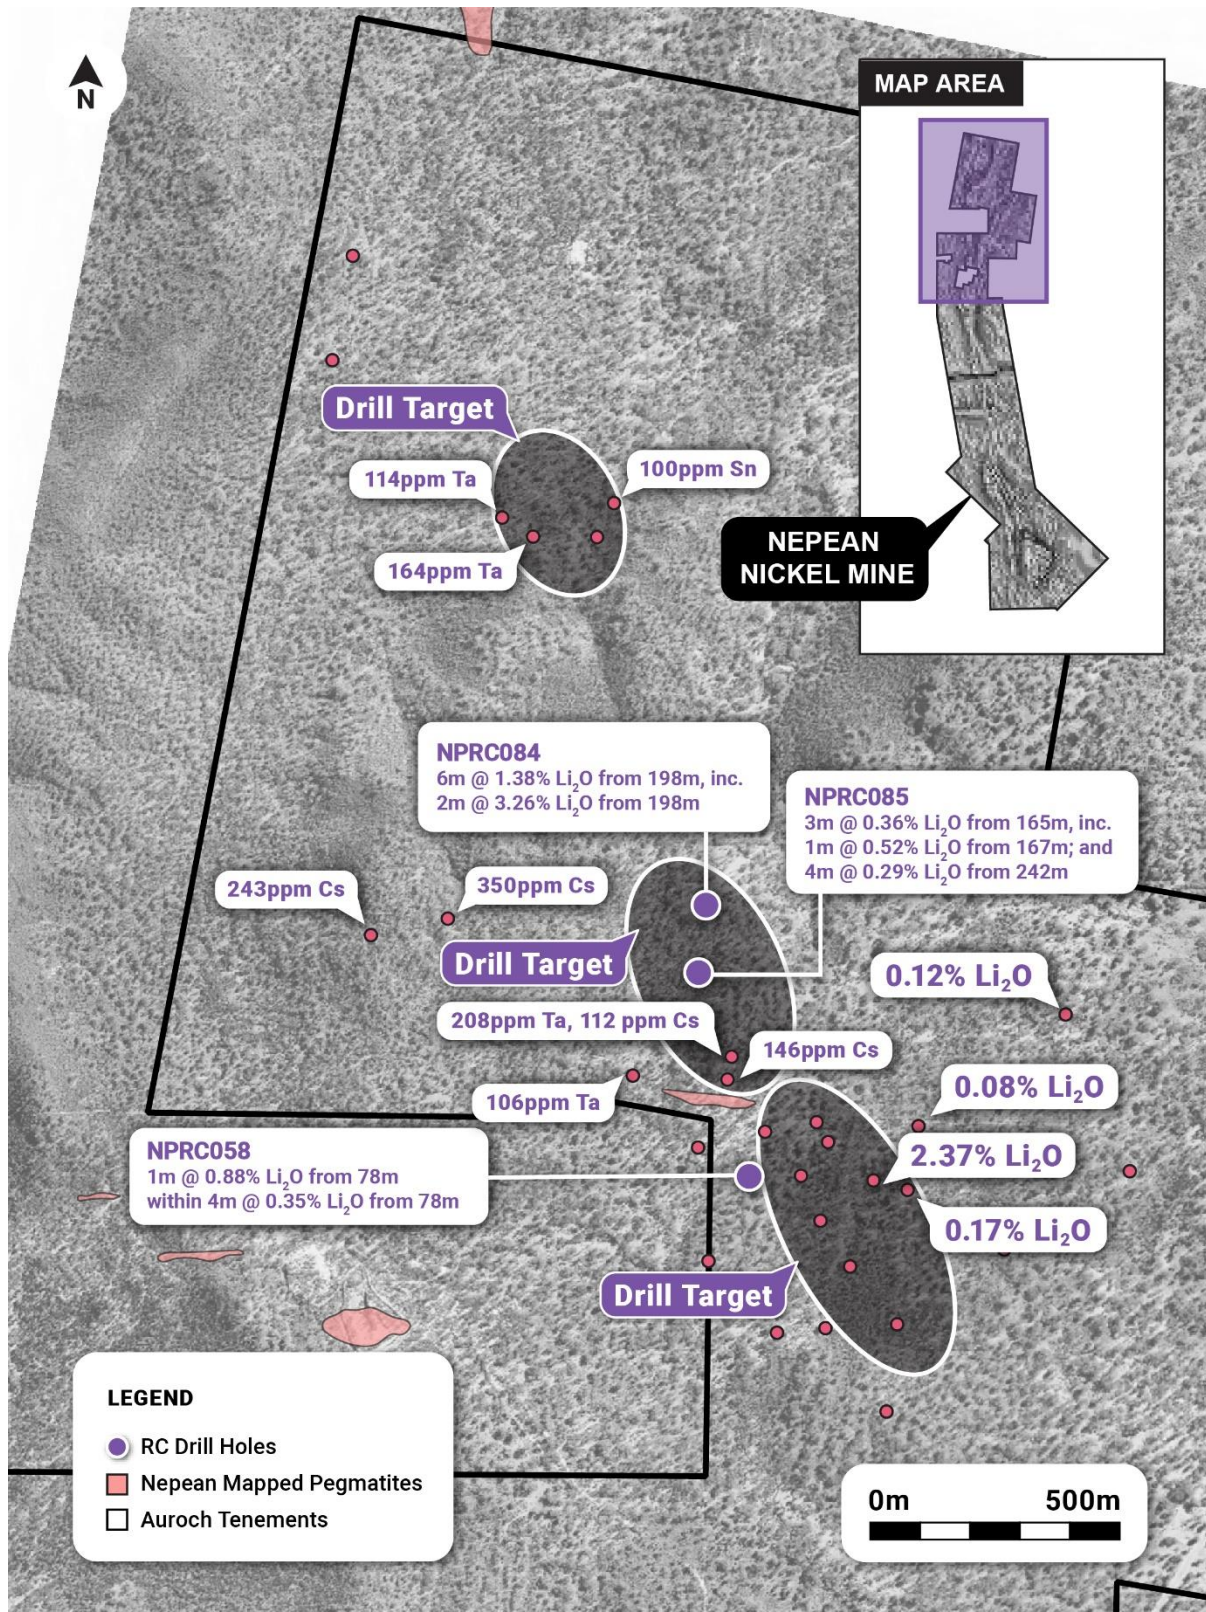 N
MAP AREA
NEPEAN
NICKEL MINE
Drill Target
114ppm Ta
100ppm Sn
164ppm Ta
NPRC084
6m @ 1.38% Li₂O from 198m, inc.
2m @ 3.26% Li₂O from 198m
NPRC085
3m @ 0.36% Li₂O from 165m, inc.
1m @ 0.52% Li₂O from 167m; and
4m @ 0.29% Li₂O from 242m
243ppm Cs
350ppm Cs
Drill Target
0.12% Li₂O
208ppm Ta, 112 ppm Cs
146ppm Cs
106ppm Ta
0.08% Li₂O
NPRC058
1m @ 0.88% Li₂O from 78m
within 4m @ 0.35% Li₂O from 78m
2.37% Li₂O
0.17% Li₂O
Drill Target
LEGEND
RC Drill Holes
Nepean Mapped Pegmatites
Auroch Tenements
0m 500m